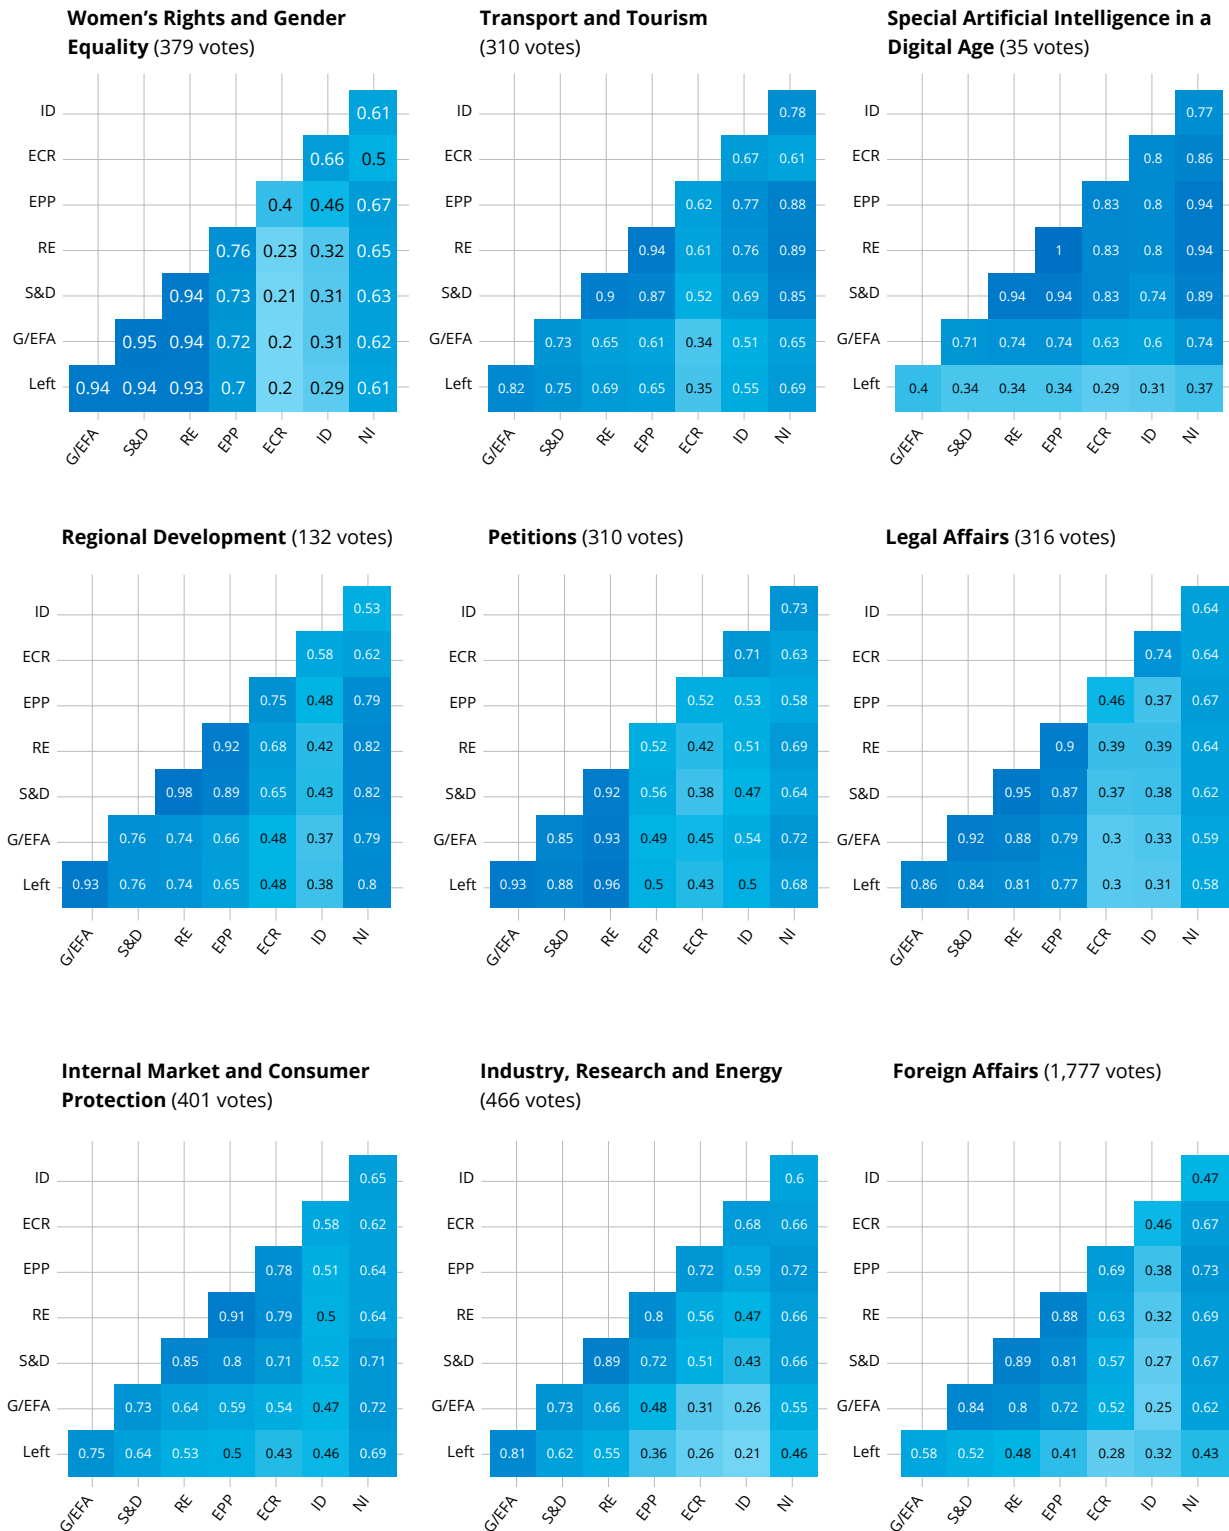 Women’s Rights and Gender
Equality (379 votes)
ID 0.61
ECR 0.66 0.5
EPP 0.4 0.46 0.67
RE 0.76 0.23 0.32 0.65
S&D 0.94 0.73 0.21 0.31 0.63
G/EFA 0.95 0.94 0.72 0.2 0.31 0.62
Left 0.94 0.94 0.93 0.7 0.2 0.29 0.61
G/EFA S&D RE EPP ECR ID NI
Transport and Tourism
(310 votes)
ID 0.78
ECR 0.67 0.61
EPP 0.62 0.77 0.88
RE 0.94 0.61 0.76 0.89
S&D 0.9 0.87 0.52 0.69 0.85
G/EFA 0.73 0.65 0.61 0.34 0.51 0.65
Left 0.82 0.75 0.69 0.65 0.35 0.55 0.69
G/EFA S&D RE EPP ECR ID NI
Special Artificial Intelligence in a
Digital Age (35 votes)
ID 0.77
ECR 0.8 0.86
EPP 0.83 0.8 0.94
RE 1 0.83 0.8 0.94
S&D 0.94 0.94 0.83 0.74 0.89
G/EFA 0.71 0.74 0.74 0.63 0.6 0.74
Left 0.4 0.34 0.34 0.34 0.29 0.31 0.37
G/EFA S&D RE EPP ECR ID NI
Regional Development (132 votes)
ID 0.53
ECR 0.58 0.62
EPP 0.75 0.48 0.79
RE 0.92 0.68 0.42 0.82
S&D 0.98 0.89 0.65 0.43 0.82
G/EFA 0.76 0.74 0.66 0.48 0.37 0.79
Left 0.93 0.76 0.74 0.65 0.48 0.38 0.8
G/EFA S&D RE EPP ECR ID NI
Petitions (310 votes)
ID 0.73
ECR 0.71 0.63
EPP 0.52 0.53 0.58
RE 0.52 0.42 0.51 0.69
S&D 0.92 0.56 0.38 0.47 0.64
G/EFA 0.85 0.93 0.49 0.45 0.54 0.72
Left 0.93 0.88 0.96 0.5 0.43 0.5 0.68
G/EFA S&D RE EPP ECR ID NI
Legal Affairs (316 votes)
ID 0.64
ECR 0.74 0.64
EPP 0.46 0.37 0.67
RE 0.9 0.39 0.39 0.64
S&D 0.95 0.87 0.37 0.38 0.62
G/EFA 0.92 0.88 0.79 0.3 0.33 0.59
Left 0.86 0.84 0.81 0.77 0.3 0.31 0.58
G/EFA S&D RE EPP ECR ID NI
Internal Market and Consumer
Protection (401 votes)
ID 0.65
ECR 0.58 0.62
EPP 0.78 0.51 0.64
RE 0.91 0.79 0.5 0.64
S&D 0.85 0.8 0.71 0.52 0.71
G/EFA 0.73 0.64 0.59 0.54 0.47 0.72
Left 0.75 0.64 0.53 0.5 0.43 0.46 0.69
G/EFA S&D RE EPP ECR ID NI
Industry, Research and Energy
(466 votes)
ID 0.6
ECR 0.68 0.66
EPP 0.72 0.59 0.72
RE 0.8 0.56 0.47 0.66
S&D 0.89 0.72 0.51 0.43 0.66
G/EFA 0.73 0.66 0.48 0.31 0.26 0.55
Left 0.81 0.62 0.55 0.36 0.26 0.21 0.46
G/EFA S&D RE EPP ECR ID NI
Foreign Affairs (1,777 votes)
ID 0.47
ECR 0.46 0.67
EPP 0.69 0.38 0.73
RE 0.88 0.63 0.32 0.69
S&D 0.89 0.81 0.57 0.27 0.67
G/EFA 0.84 0.8 0.72 0.52 0.25 0.62
Left 0.58 0.52 0.48 0.41 0.28 0.32 0.43
G/EFA S&D RE EPP ECR ID NI